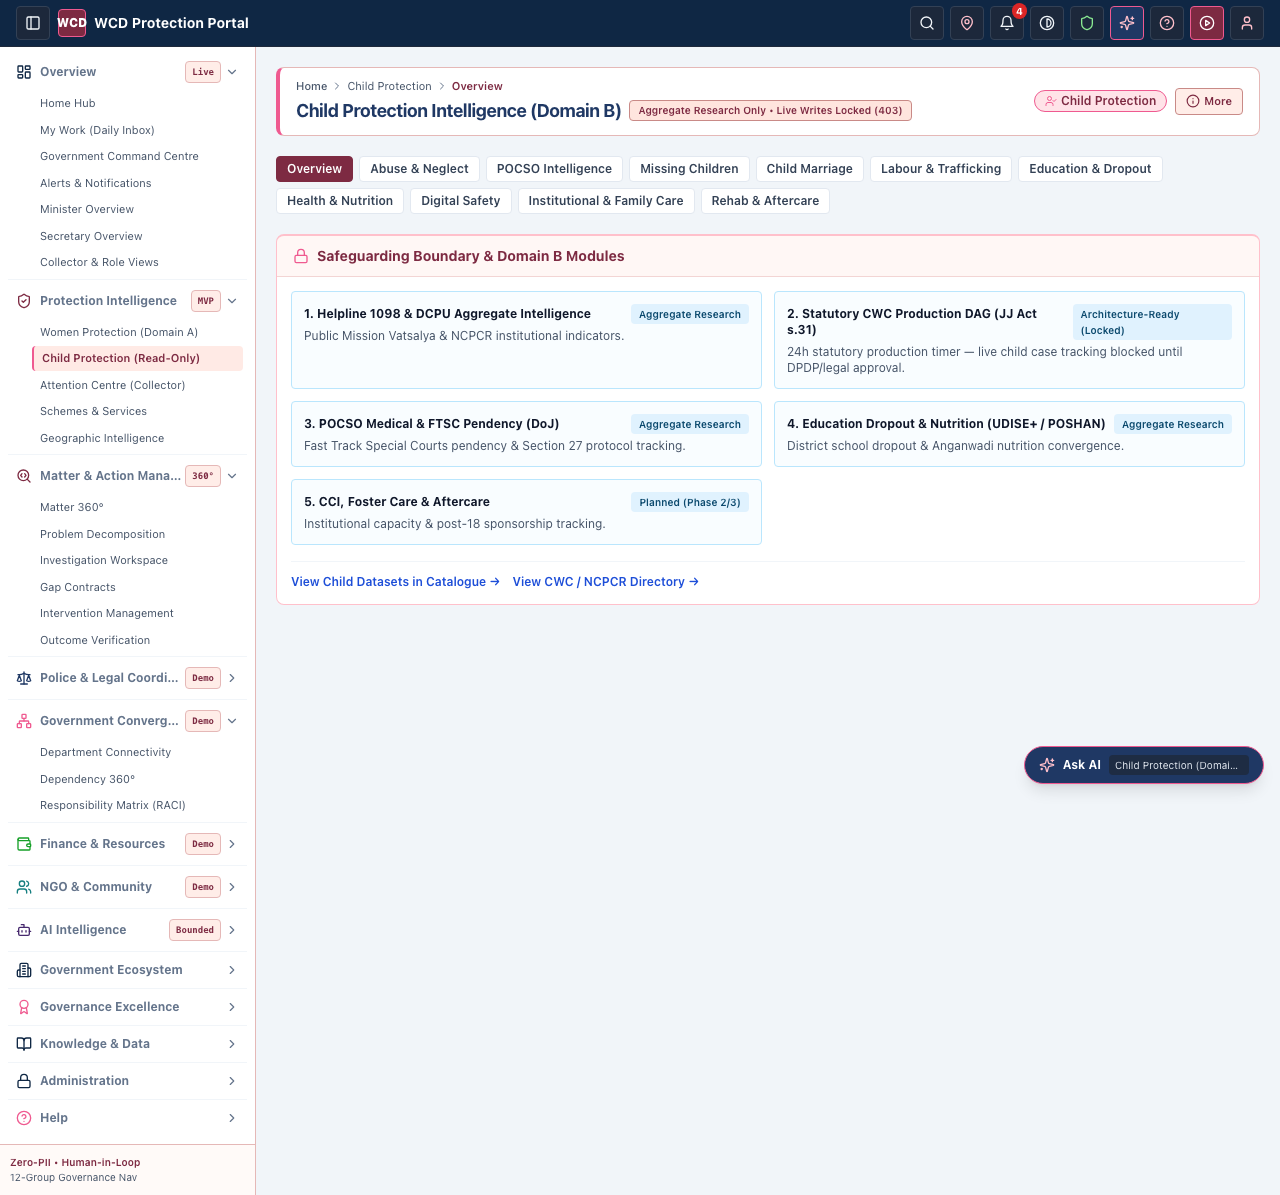 WCD WCD Protection Portal
4
Overview Live
Home Hub
My Work (Daily Inbox)
Government Command Centre
Alerts & Notifications
Minister Overview
Secretary Overview
Collector & Role Views
Protection Intelligence MVP
Women Protection (Domain A)
Child Protection (Read-Only)
Attention Centre (Collector)
Schemes & Services
Geographic Intelligence
Matter & Action Mana... 360°
Matter 360°
Problem Decomposition
Investigation Workspace
Gap Contracts
Intervention Management
Outcome Verification
Police & Legal Coordi... Demo
Government Converg... Demo
Department Connectivity
Dependency 360°
Responsibility Matrix (RACI)
Finance & Resources Demo
NGO & Community Demo
AI Intelligence Bounded
Government Ecosystem
Governance Excellence
Knowledge & Data
Administration
Help
Zero-PII • Human-in-Loop
12-Group Governance Nav
Home > Child Protection > Overview
Child Protection Intelligence (Domain B) Aggregate Research Only • Live Writes Locked (403)
Child Protection More
Overview Abuse & Neglect POCSO Intelligence Missing Children Child Marriage Labour & Trafficking Education & Dropout
Health & Nutrition Digital Safety Institutional & Family Care Rehab & Aftercare
Safeguarding Boundary & Domain B Modules
1. Helpline 1098 & DCPU Aggregate Intelligence Aggregate Research
Public Mission Vatsalya & NCPCR institutional indicators.
2. Statutory CWC Production DAG (JJ Act s.31) Architecture-Ready (Locked)
24h statutory production timer — live child case tracking blocked until
DPDP/legal approval.
3. POCSO Medical & FTSC Pendency (DoJ) Aggregate Research
Fast Track Special Courts pendency & Section 27 protocol tracking.
4. Education Dropout & Nutrition (UDISE+ / POSHAN) Aggregate Research
District school dropout & Anganwadi nutrition convergence.
5. CCI, Foster Care & Aftercare Planned (Phase 2/3)
Institutional capacity & post-18 sponsorship tracking.
View Child Datasets in Catalogue → View CWC / NCPCR Directory →
Ask AI Child Protection (Domai...